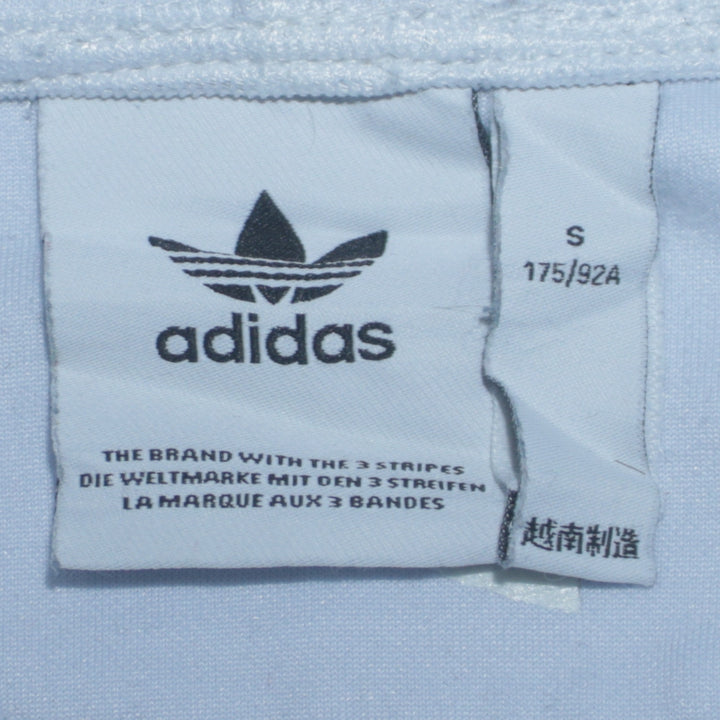 adidas
THE BRAND WITH THE 3 STRIPES
DIE WELTMARKE MIT DEN 3 STREIFEN
LA MARQUE AUX 3 BANDES
S
175/92A
越南制造